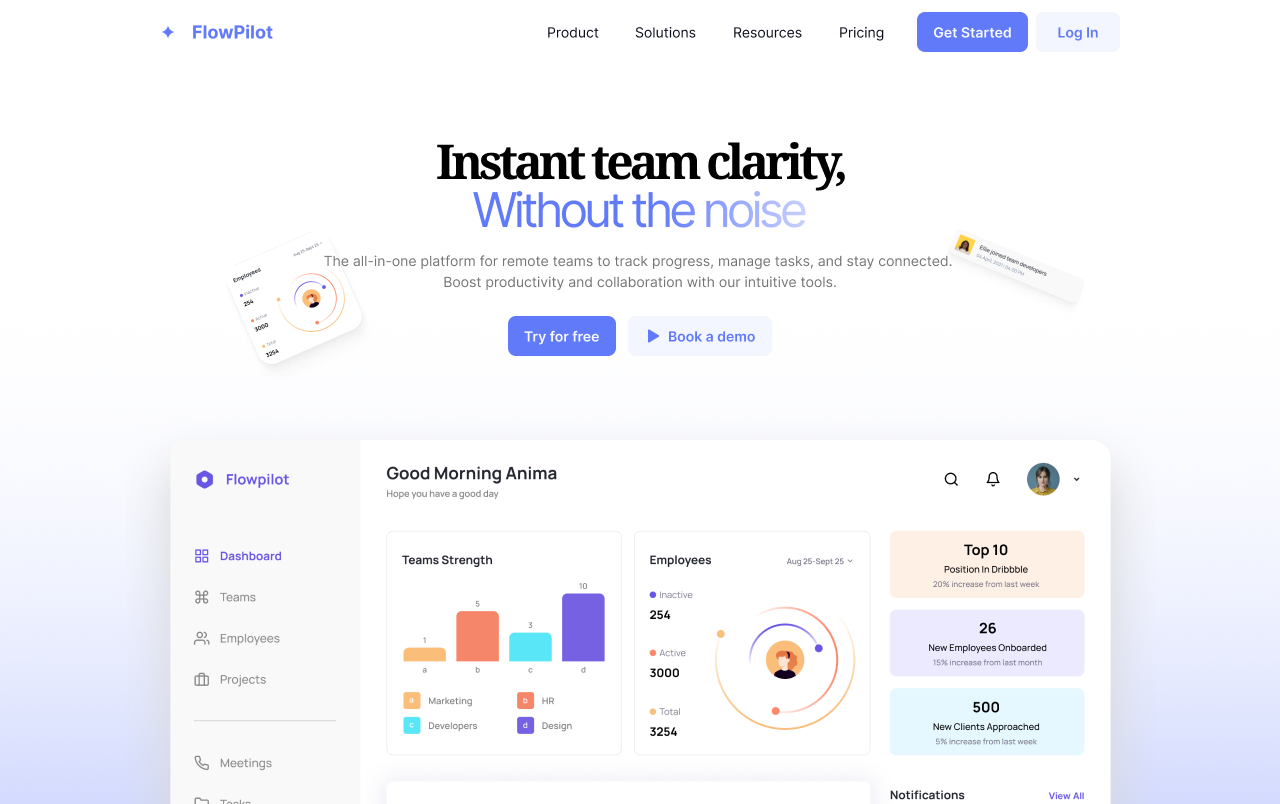 FlowPilot
Product
Solutions
Resources
Pricing
Get Started
Log In
Instant team clarity,
Without the noise
The all-in-one platform for remote teams to track progress, manage tasks, and stay connected.
Boost productivity and collaboration with our intuitive tools.
Try for free
Book a demo
Employees
Aug 25-Sept 25
Inactive
254
Active
3000
Total
3254
Ellie joined team developers
04 April, 2021 | 04:00 PM
Flowpilot
Dashboard
Teams
Employees
Projects
Meetings
Tasks
Good Morning Anima
Hope you have a good day
Teams Strength
1
5
3
10
a
b
c
d
a Marketing
b HR
c Developers
d Design
Employees
Aug 25-Sept 25
Inactive
254
Active
3000
Total
3254
Top 10
Position In Dribbble
20% increase from last week
26
New Employees Onboarded
15% increase from last month
500
New Clients Approached
5% increase from last week
Notifications
View All